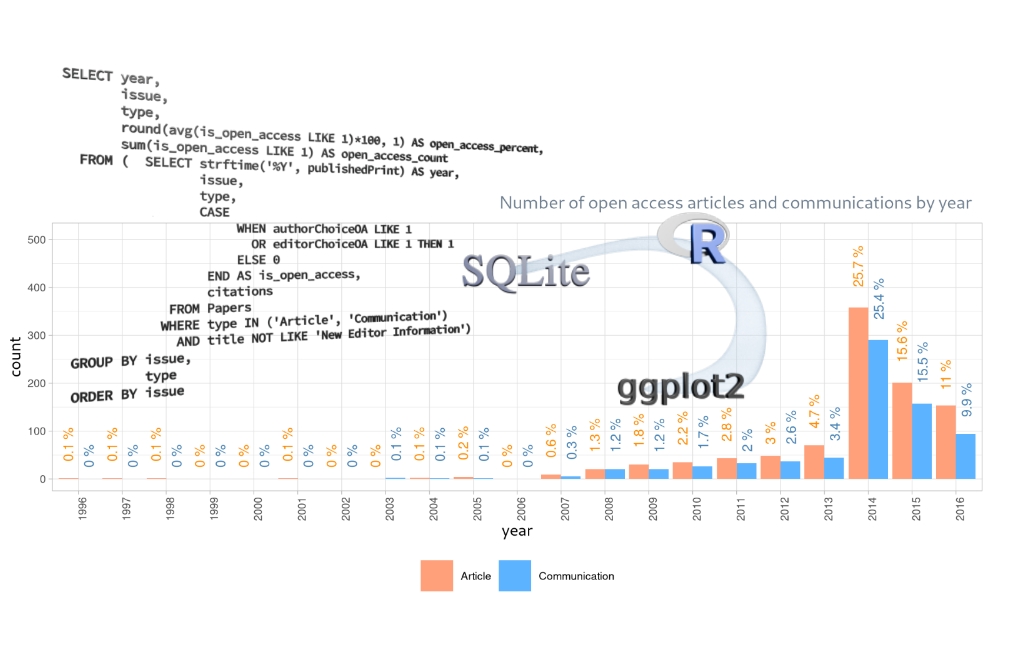 SELECT year,
issue,
type,
round(avg(is_open_access LIKE 1)*100, 1) AS open_access_percent,
sum(is_open_access LIKE 1) AS open_access_count
FROM ( SELECT strftime('%Y', publishedPrint) AS year,
issue,
type,
CASE
WHEN authorChoiceOA LIKE 1
OR editorChoiceOA LIKE 1 THEN 1
ELSE 0
END AS is_open_access,
citations
FROM Papers
WHERE type IN ('Article', 'Communication')
AND title NOT LIKE 'New Editor Information')
GROUP BY issue,
type
ORDER BY issue
Number of open access articles and communications by year
SQLite
R
ggplot2
count
500
400
300
200
100
0
0.1 %
0 %
0.1 %
0 %
0.1 %
0 %
0 %
0 %
0 %
0 %
0.1 %
0 %
0 %
0 %
0 %
0.1 %
0.1 %
0.1 %
0.2 %
0.1 %
0 %
0 %
0.6 %
0.3 %
1.3 %
1.2 %
1.8 %
1.2 %
2.2 %
1.7 %
2.8 %
2 %
3 %
2.6 %
4.7 %
3.4 %
25.7 %
25.4 %
15.6 %
15.5 %
11 %
9.9 %
1996
1997
1998
1999
2000
2001
2002
2003
2004
2005
2006
2007
2008
2009
2010
2011
2012
2013
2014
2015
2016
year
Article
Communication